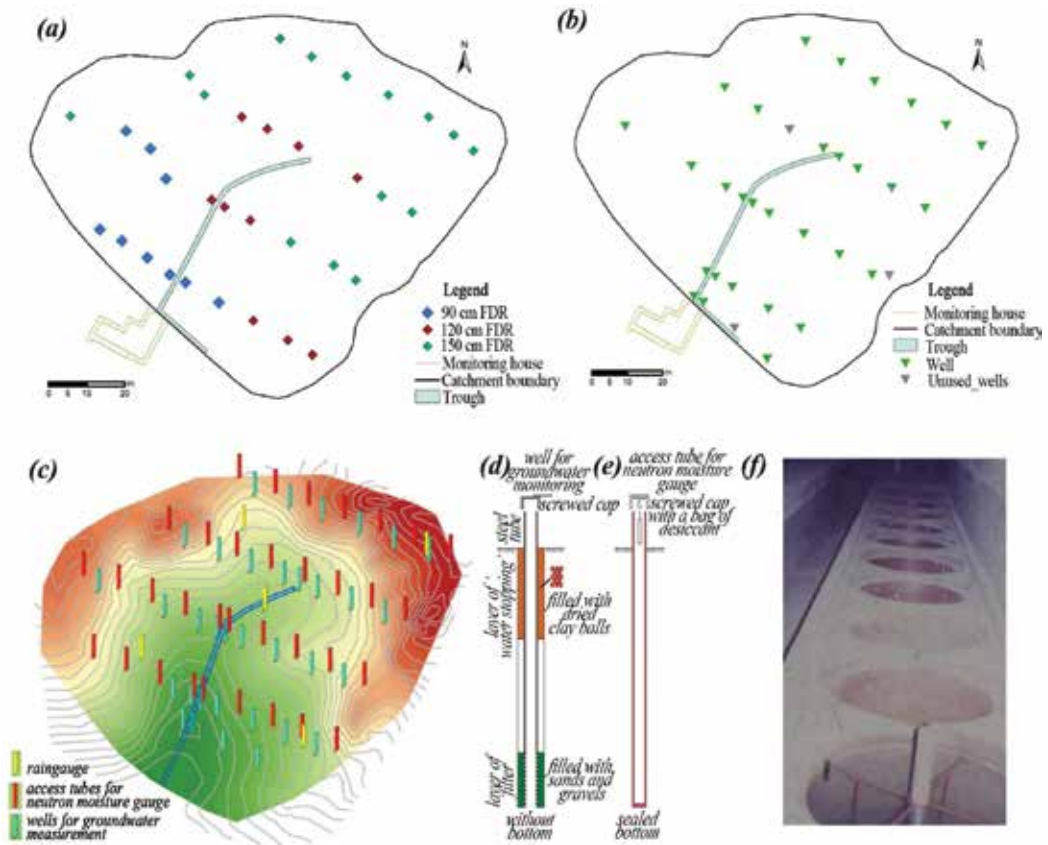 (a)
N
Legend
90 cm FDR
120 cm FDR
150 cm FDR
Monitoring house
Catchment boundary
Trough
0 5 10 20
(b)
N
Legend
Monitoring house
Catchment boundary
Trough
Well
Unused_wells
0 5 10 20
(c)
raingauge
access tubes for
neutron moisture gauge
wells for groundwater
measurement
(d)
well for
groundwater
monitoring
screwed cap
steel
tube
layer of
water stopping
filled with
dried
clay balls
layer of
filter
filled with
sands and
gravels
without
bottom
(e)
access tube for
neutron moisture
gauge
screwed cap
with a bag of
desiccant
sealed
bottom
(f)